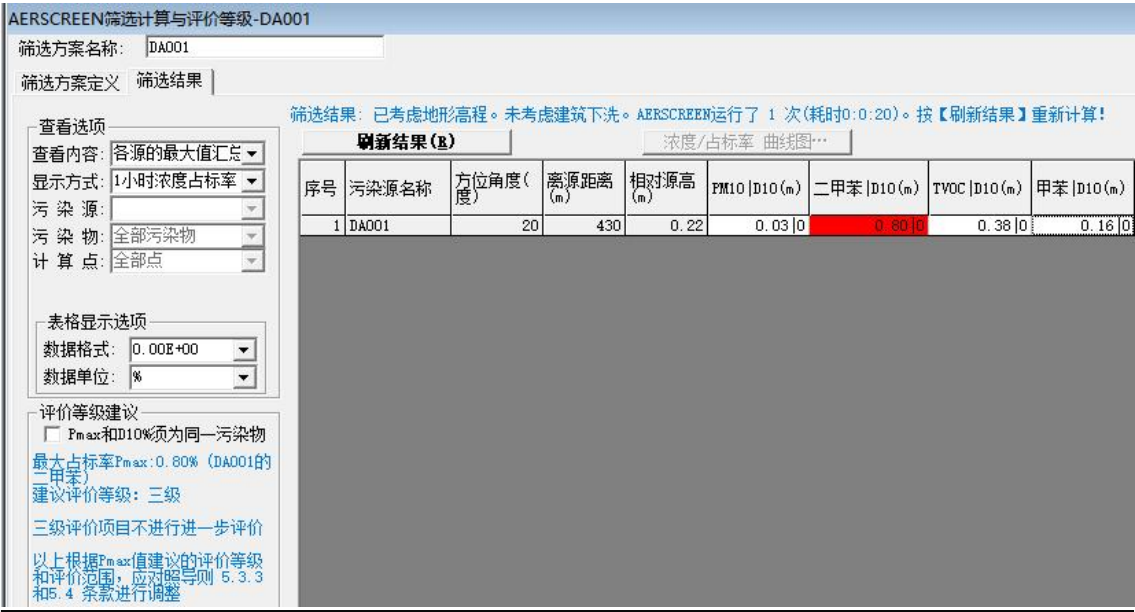 AERSCREEN筛选计算与评价等级-DA001
筛选方案名称: DA001
筛选方案定义 筛选结果
筛选结果: 已考虑地形高程。未考虑建筑下洗。AERSCREEN运行了 1 次(耗时0:0:20)。按【刷新结果】重新计算!
刷新结果(R) 浓度/占标率 曲线图…
查看选项
查看内容: 各源的最大值汇总
显示方式: 1小时浓度占标率
污 染 源:
污 染 物: 全部污染物
计 算 点: 全部点
序号 污染源名称 方位角度(度) 离源距离(m) 相对源高(m) PM10|D10(m) 二甲苯|D10(m) TVOC|D10(m) 甲苯|D10(m)
1 DA001 20 430 0.22 0.03|0 0.80|0 0.38|0 0.16|0
表格显示选项
数据格式: 0.00E+00
数据单位: %
评价等级建议
Pmax和D10%须为同一污染物
最大占标率Pmax:0.80% (DA001的
二甲苯)
建议评价等级: 三级
三级评价项目不进行进一步评价
以上根据Pmax值建议的评价等级
和评价范围,应对照导则 5.3.3
和5.4 条款进行调整